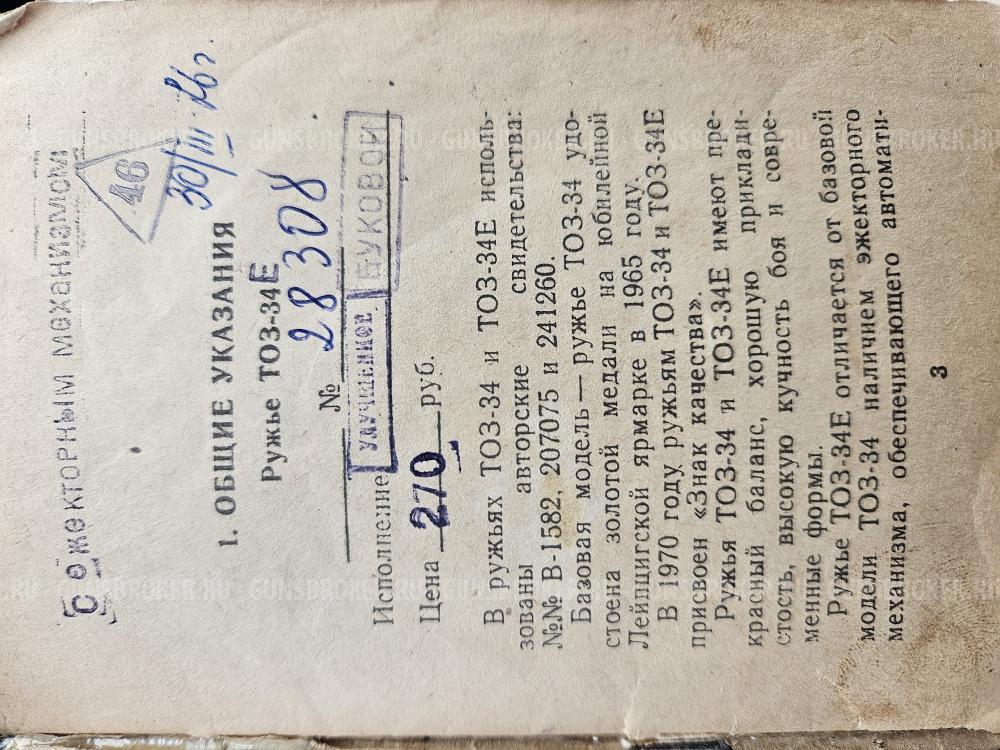 С эжекторным механизмом
46
30/III-
1. ОБЩИЕ УКАЗАНИЯ
Ружье ТОЗ-34Е
№ 28308
Исполнение УЛУЧШЕННОЕ БУКОВОЙ
Цена 270 руб.
В ружьях ТОЗ-34 и ТОЗ-34Е исполь-
зованы авторские свидетельства:
№№ В-1582, 207075 и 241260.
Базовая модель — ружье ТОЗ-34 удо-
стоена золотой медали на юбилейной
Лейпцигской ярмарке в 1965 году.
В 1970 году ружьям ТОЗ-34 и ТОЗ-34Е
присвоен «Знак качества».
Ружья ТОЗ-34 и ТОЗ-34Е имеют пре-
красный баланс, хорошую приклади-
стость, высокую кучность боя и совре-
менные формы.
Ружье ТОЗ-34Е отличается от базовой
модели ТОЗ-34 наличием эжекторного
механизма, обеспечивающего автомати-
3